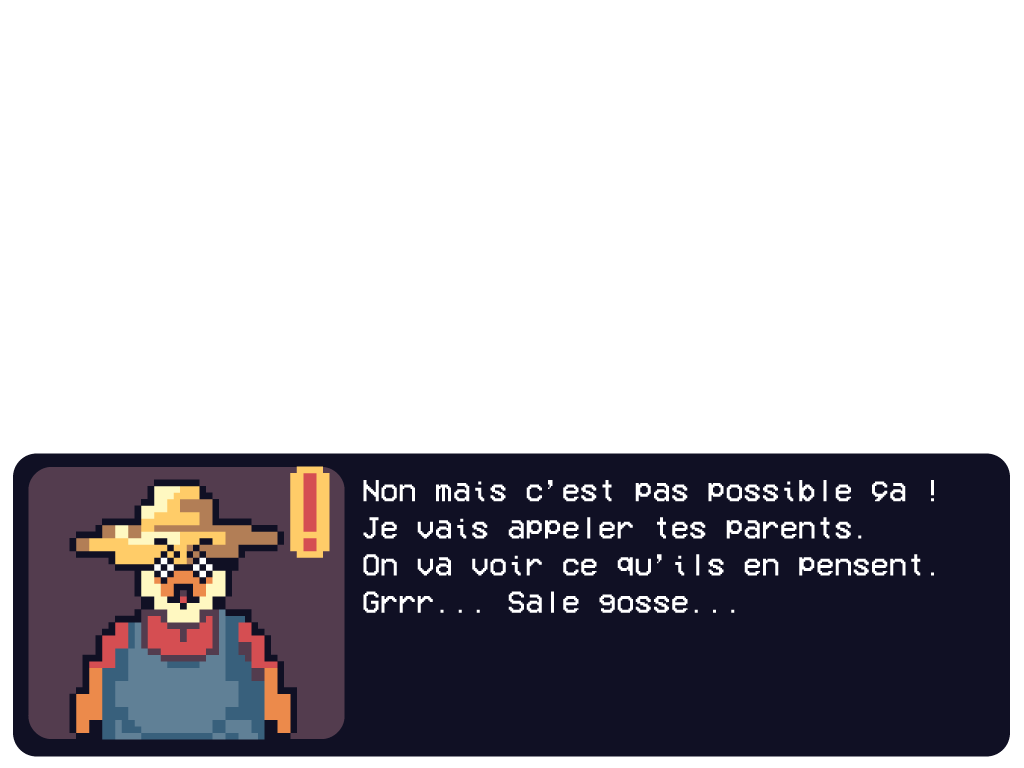 Non mais c'est pas possible ça !
Je vais appeler tes parents.
On va voir ce qu'ils en pensent.
Grrr... Sale gosse...